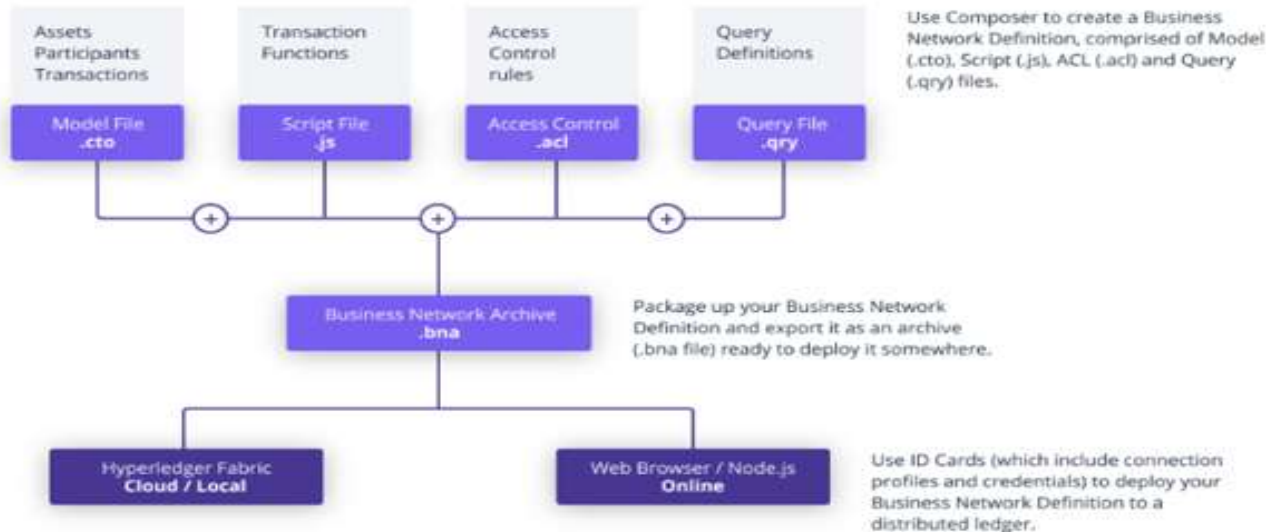 Assets
Participants
Transactions
Model File
.cto
Transaction
Functions
Script File
.js
Access
Control
rules
Access Control
.acl
Query
Definitions
Query File
.qry
Use Composer to create a Business
Network Definition, comprised of Model
(.cto), Script (.js), ACL (.acl) and Query
(.qry) files.
+
+
+
Business Network Archive
.bna
Package up your Business Network
Definition and export it as an archive
(.bna file) ready to deploy it somewhere.
Hyperledger Fabric
Cloud / Local
Web Browser / Node.js
Online
Use ID Cards (which include connection
profiles and credentials) to deploy your
Business Network Definition to a
distributed ledger.